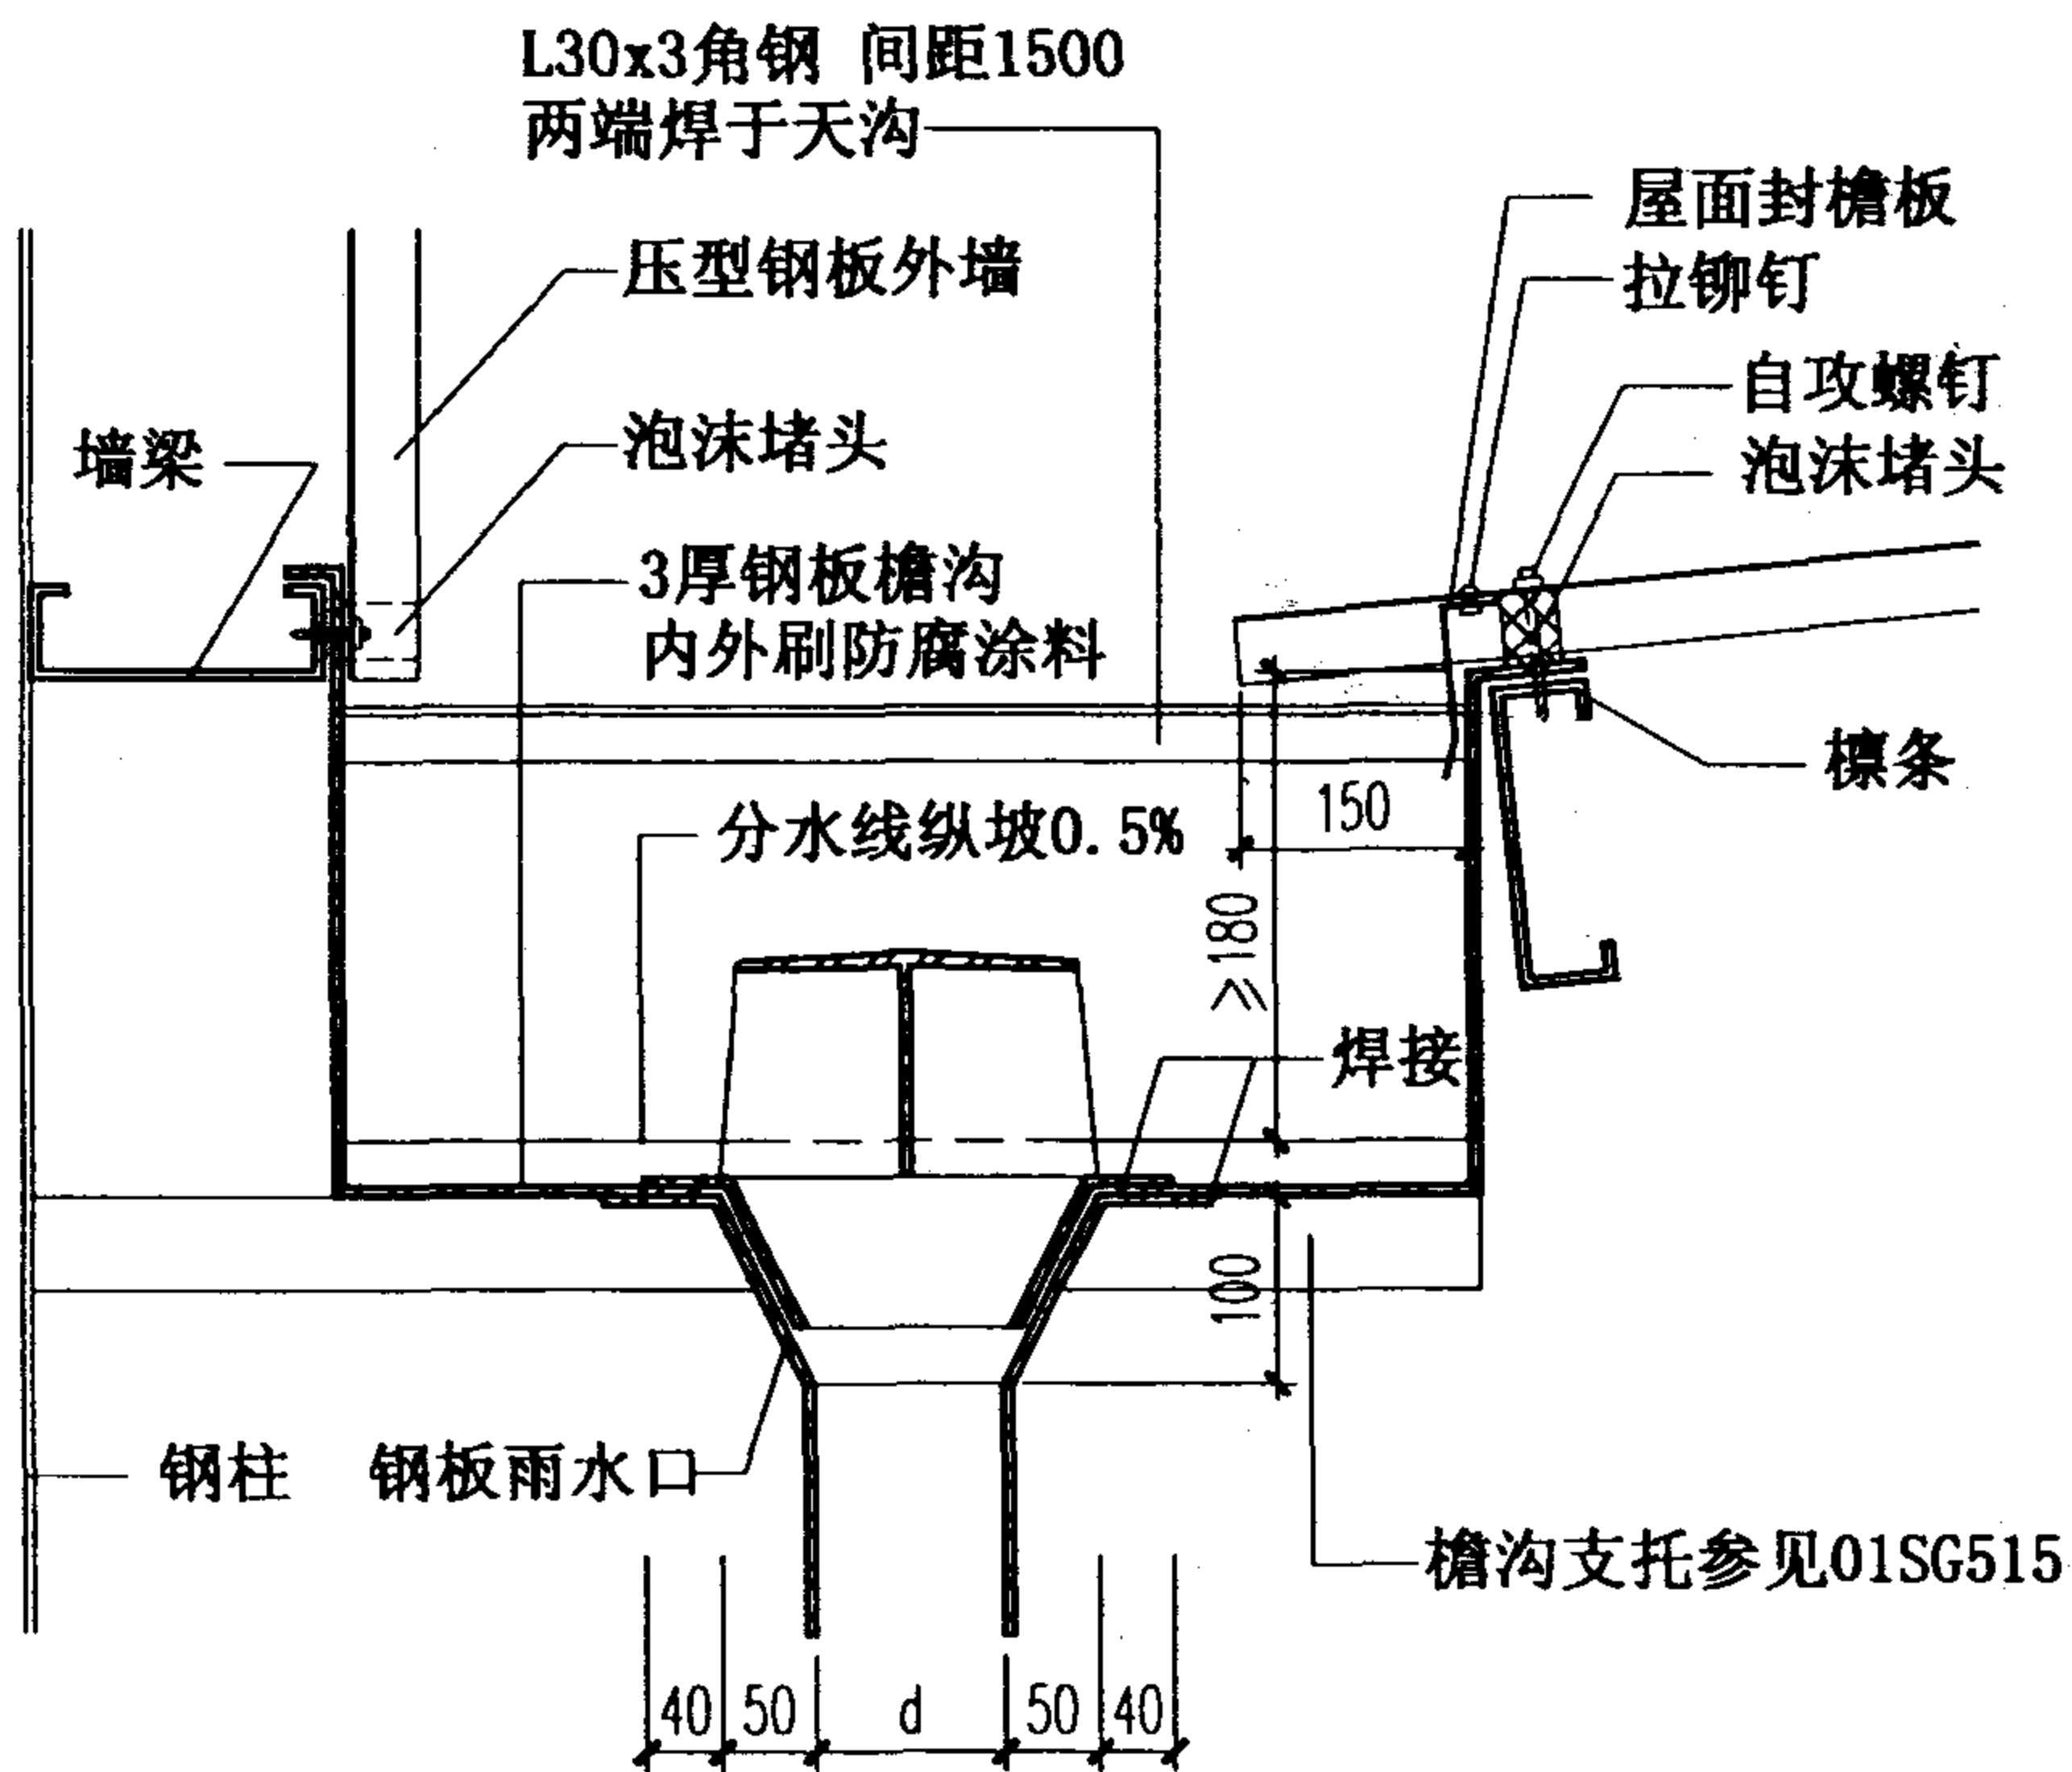 L30x3角钢 间距1500
两端焊于天沟
屋面封檐板
压型钢板外墙
拉铆钉
自攻螺钉
泡沫堵头
墙梁
泡沫堵头
3厚钢板檐沟
内外刷防腐涂料
檩条
150
分水线纵坡0.5%
≥180
焊接
100
钢柱
钢板雨水口
檐沟支托参见01SG515
40 50 d 50 40